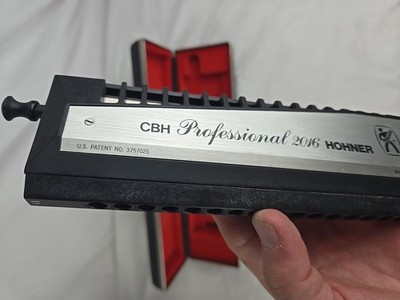 CBH Professional 2016 HOHNER
U.S. PATENT NO. 3757025